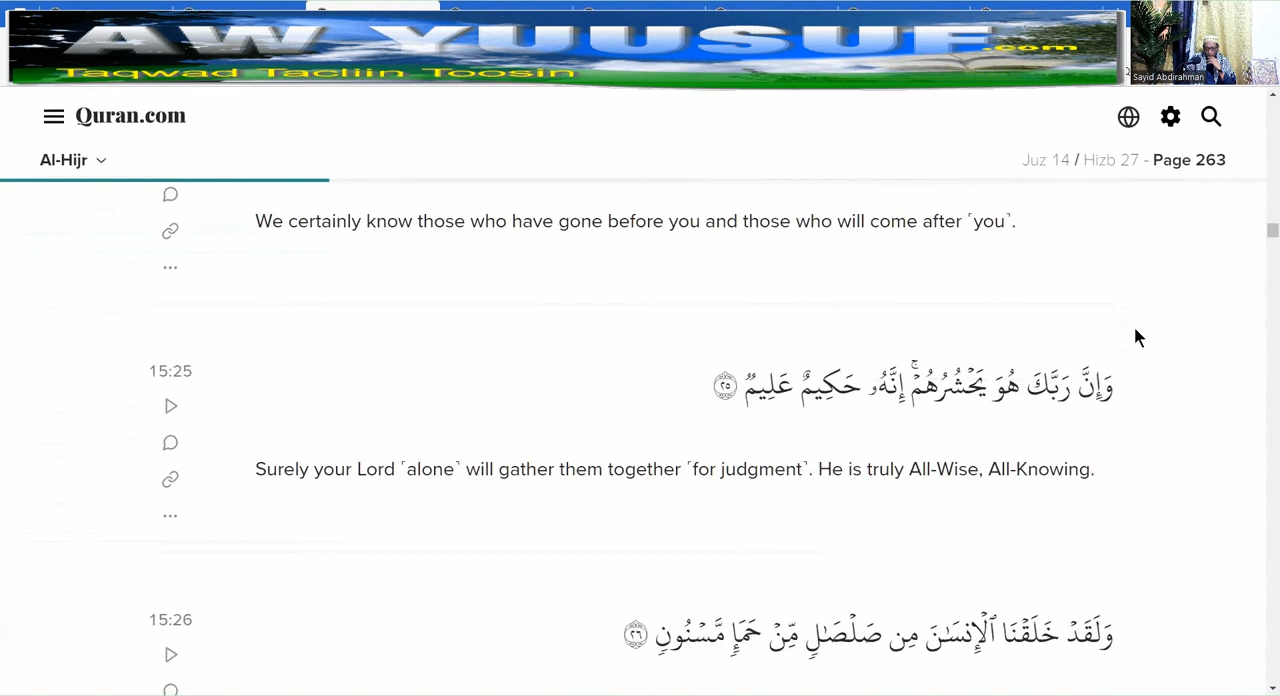 AW YUUSUF.com
Taqwad Tacliin Toosin
Sayid Abdirahman
Quran.com
Al-Hijr
Juz 14 / Hizb 27 - Page 263
We certainly know those who have gone before you and those who will come after ˹you˺.
15:25
وَإِنَّ رَبَّكَ هُوَ يَحْشُرُهُمْ ۚ إِنَّهُۥ حَكِيمٌ عَلِيمٌ ٢٥
Surely your Lord ˹alone˺ will gather them together ˹for judgment˺. He is truly All-Wise, All-Knowing.
15:26
وَلَقَدْ خَلَقْنَا ٱلْإِنسَـٰنَ مِن صَلْصَـٰلٍ مِّنْ حَمَإٍ مَّسْنُونٍ ٢٦